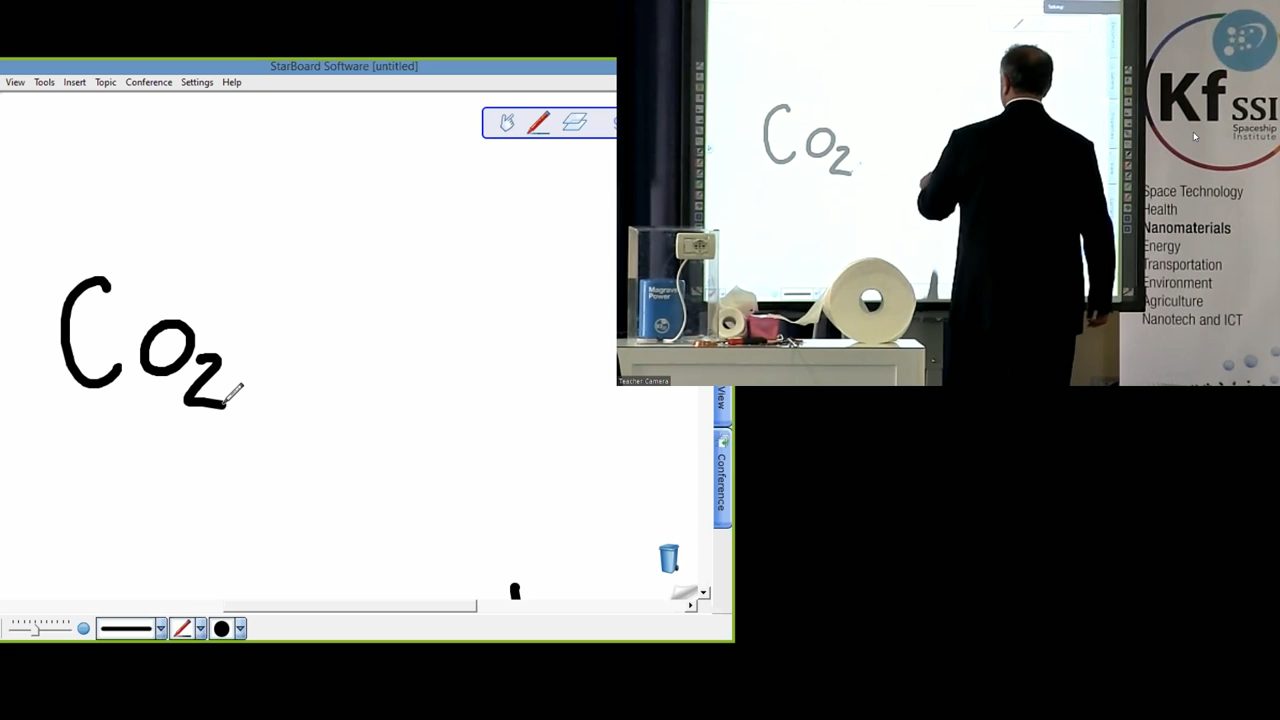 StarBoard Software [untitled]
View Tools Insert Topic Conference Settings Help
Co2
View
Conference
Co2
Magrav
Power
Teacher Camera
Kf SSI
Spaceship
Institute
Space Technology
Health
Nanomaterials
Energy
Transportation
Environment
Agriculture
Nanotech and ICT